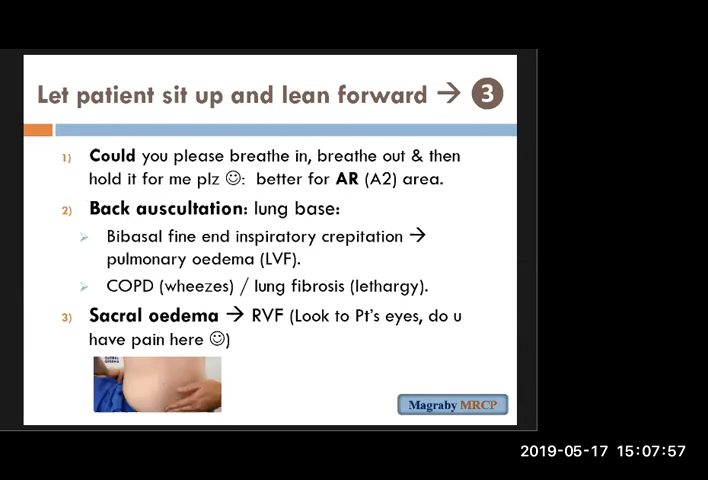 Let patient sit up and lean forward → 3
1) Could you please breathe in, breathe out & then
hold it for me plz ☺: better for AR (A2) area.
2) Back auscultation: lung base:
➢ Bibasal fine end inspiratory crepitation →
pulmonary oedema (LVF).
➢ COPD (wheezes) / lung fibrosis (lethargy).
3) Sacral oedema → RVF (Look to Pt's eyes, do u
have pain here ☺)
SACRAL
OEDEMA
Magraby MRCP
2019-05-17 15:07:57